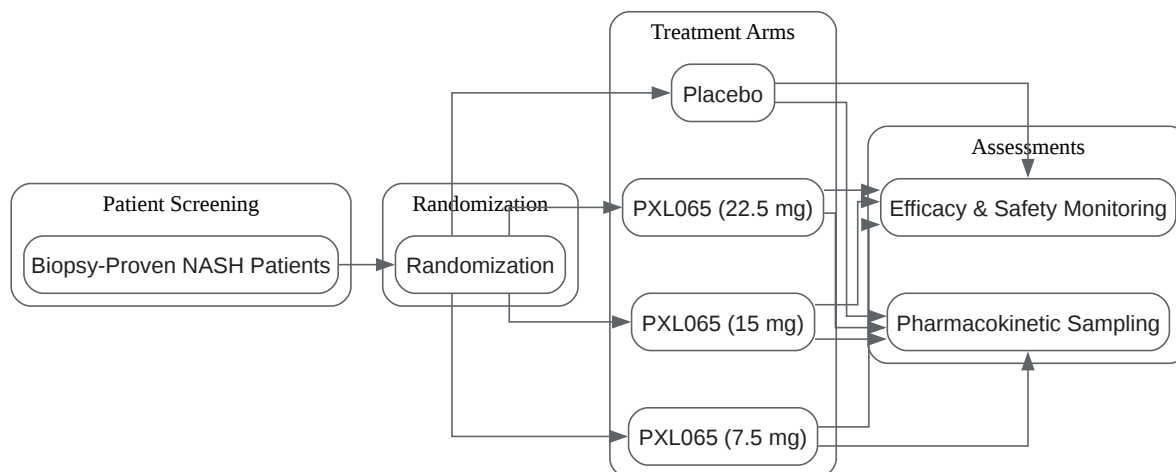 Treatment Arms
Placebo
Assessments
Patient Screening
Randomization
PXL065 (22.5 mg)
Efficacy & Safety Monitoring
Biopsy-Proven NASH Patients
Randomization
PXL065 (15 mg)
Pharmacokinetic Sampling
PXL065 (7.5 mg)